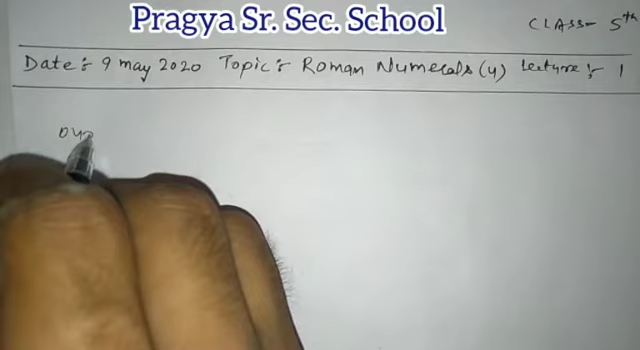 Pragya Sr. Sec. School
CLASS- 5th
Date:- 9 may 2020 Topic:- Roman Numerals (4) Lecture:- 1